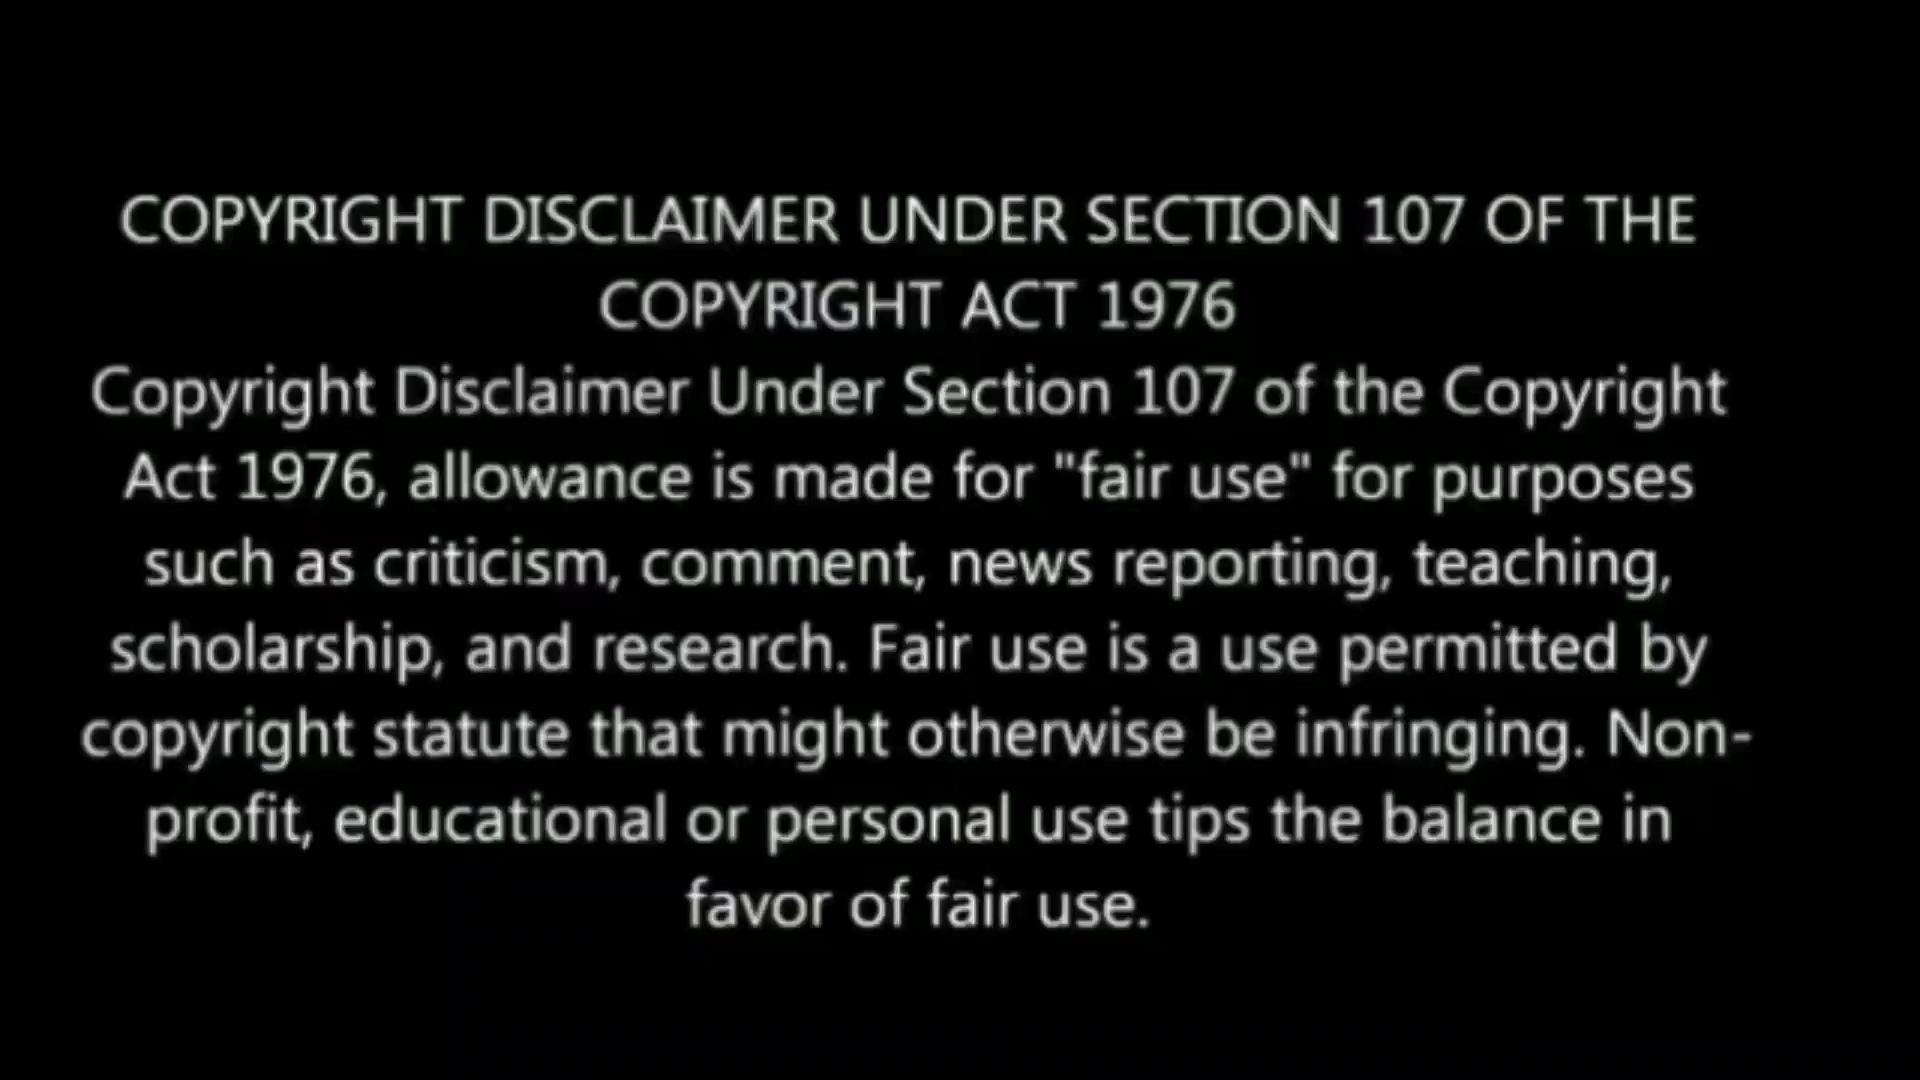 COPYRIGHT DISCLAIMER UNDER SECTION 107 OF THE
COPYRIGHT ACT 1976
Copyright Disclaimer Under Section 107 of the Copyright
Act 1976, allowance is made for "fair use" for purposes
such as criticism, comment, news reporting, teaching,
scholarship, and research. Fair use is a use permitted by
copyright statute that might otherwise be infringing. Non-
profit, educational or personal use tips the balance in
favor of fair use.